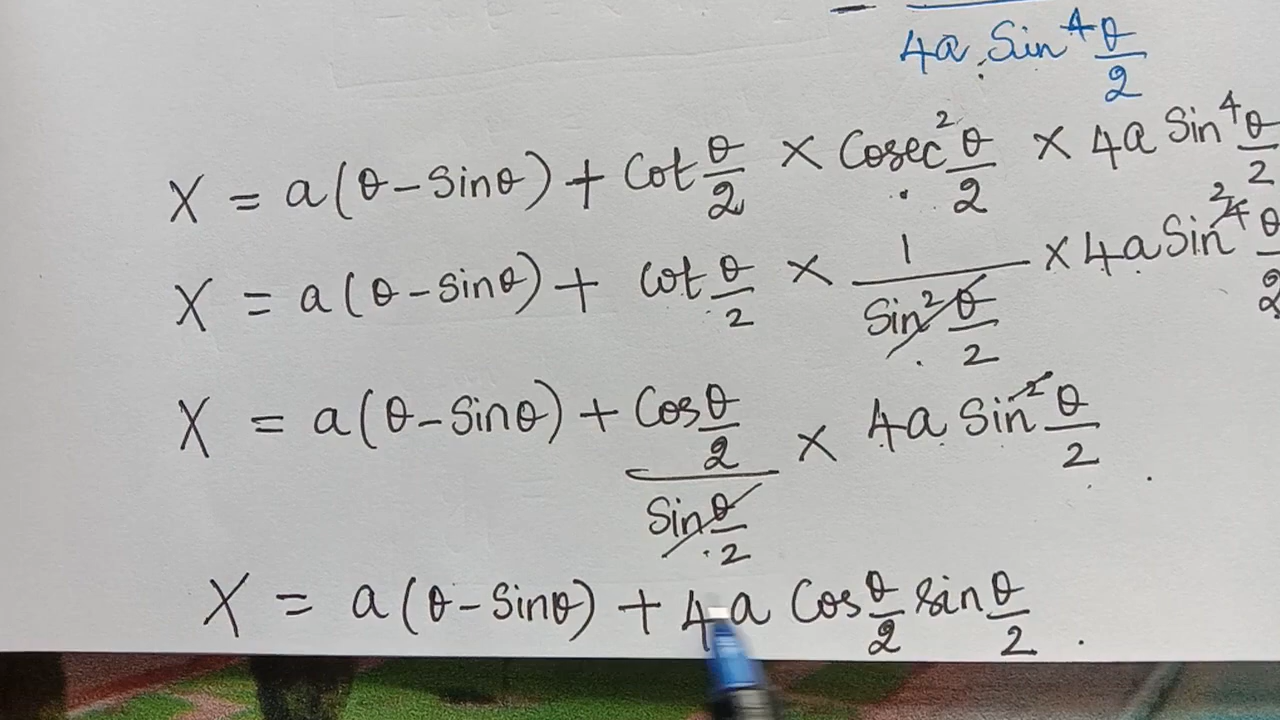 — 4a Sin⁴ θ/2
X = a(θ-Sinθ) + Cot θ/2 × Cosec² θ/2 × 4a Sin⁴ θ/2
X = a(θ-Sinθ) + Cot θ/2 × 1/Sin² θ/2 × 4a Sin⁴ ² θ/2
X = a(θ-Sinθ) + Cos θ/2 / Sin θ/2 × 4a Sin² θ/2
X = a(θ-Sinθ) + 4a Cos θ/2 Sin θ/2 .